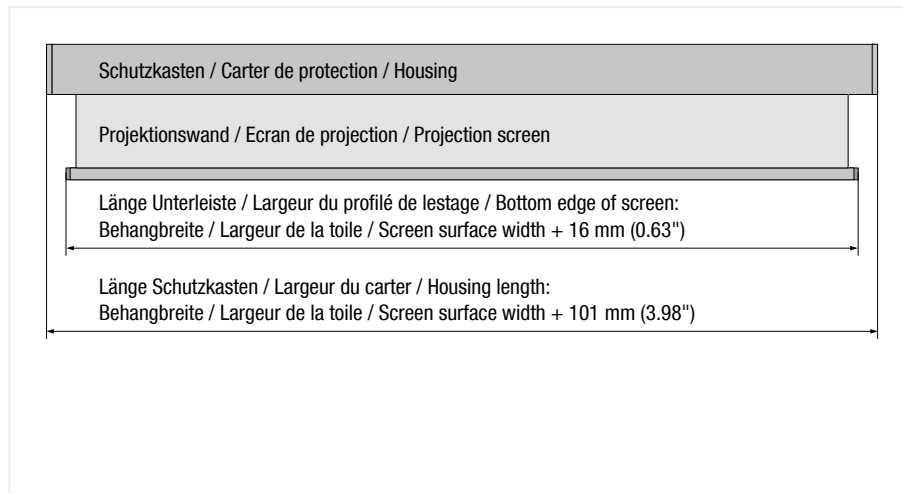 Schutzkasten / Carter de protection / Housing
Projektionswand / Ecran de projection / Projection screen
Länge Unterleiste / Largeur du profilé de lestage / Bottom edge of screen:
Behangbreite / Largeur de la toile / Screen surface width + 16 mm (0.63")
Länge Schutzkasten / Largeur du carter / Housing length:
Behangbreite / Largeur de la toile / Screen surface width + 101 mm (3.98")